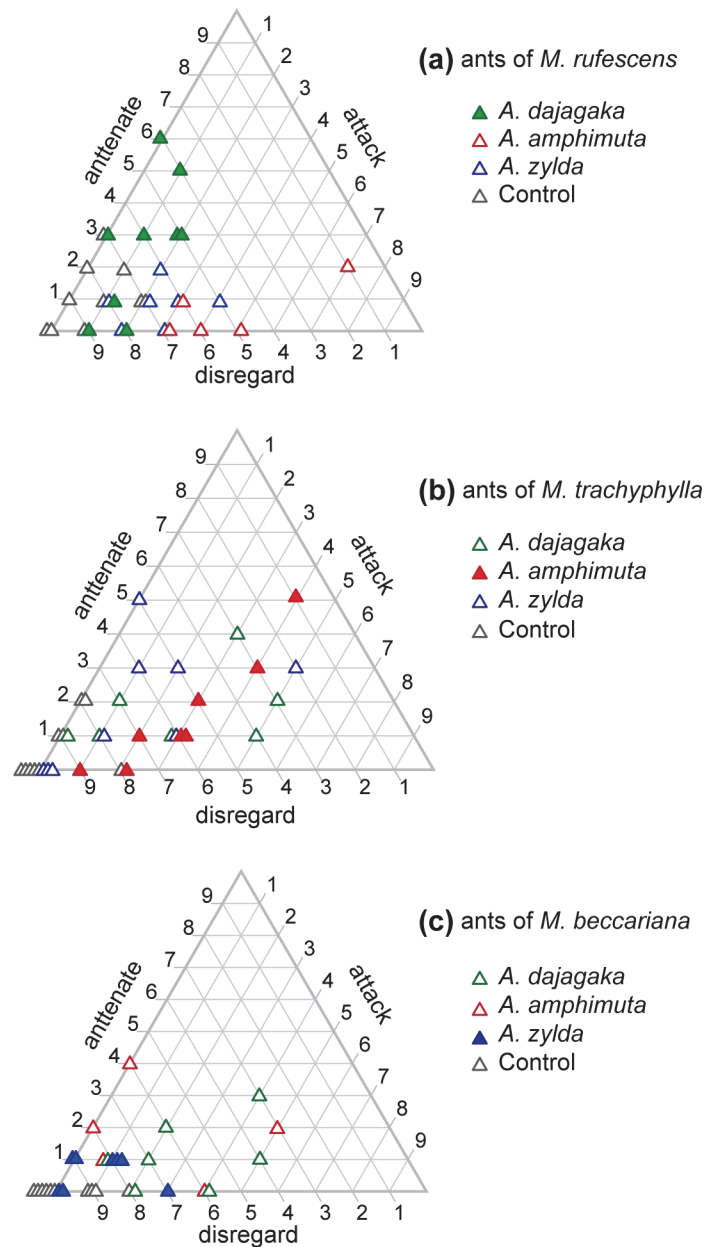 (a) ants of M. rufescens
A. dajagaka
A. amphimuta
A. zylda
Control
anttenate
attack
disregard
9
8
7
6
5
4
3
2
1
1
2
3
4
5
6
7
8
9
9 8 7 6 5 4 3 2 1
(b) ants of M. trachyphylla
A. dajagaka
A. amphimuta
A. zylda
Control
anttenate
attack
disregard
9
8
7
6
5
4
3
2
1
1
2
3
4
5
6
7
8
9
9 8 7 6 5 4 3 2 1
(c) ants of M. beccariana
A. dajagaka
A. amphimuta
A. zylda
Control
anttenate
attack
disregard
9
8
7
6
5
4
3
2
1
1
2
3
4
5
6
7
8
9
9 8 7 6 5 4 3 2 1